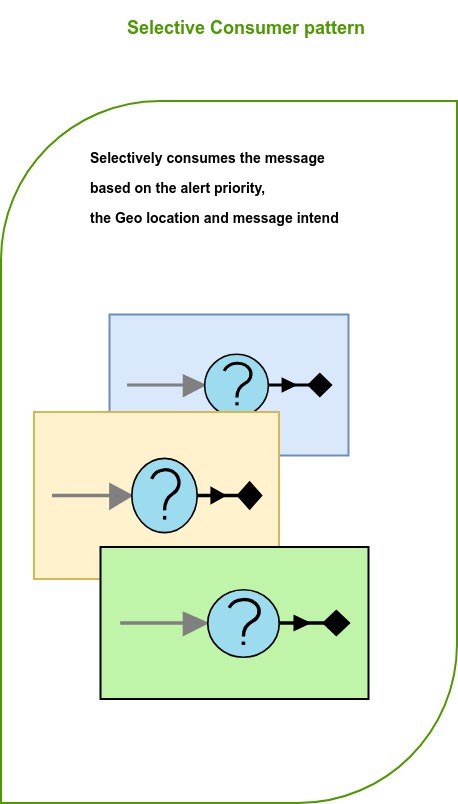 Selective Consumer pattern
Selectively consumes the message
based on the alert priority,
the Geo location and message intend
?
?
?